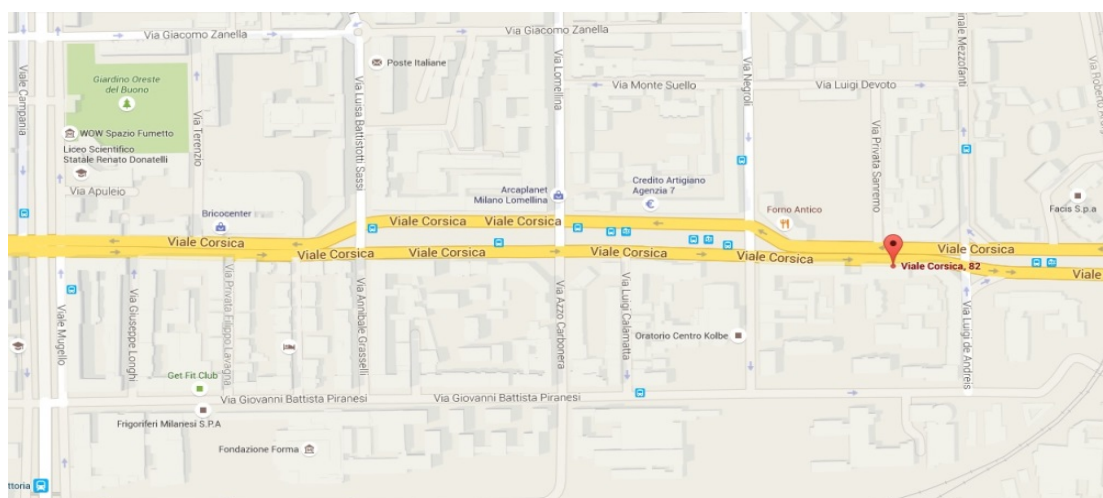 Via Giacomo Zanella
Via Giacomo Zanella
Viale Campania
Giardino Oreste
del Buono
WOW Spazio Fumetto
Liceo Scientifico
Statale Renato Donatelli
Via Apuleio
Via Terenzio
Via Luisa Battistotti Sassi
Poste Italiane
Via Lomellina
Via Monte Suello
Via Negroli
Via Luigi Devoto
Via Privata Sanremo
Mezzofanti
Via Roberto
Bricocenter
Arcaplanet
Milano Lomellina
Credito Artigiano
Agenzia 7
Forno Antico
Facis S.p.a
Viale Corsica
Viale Corsica
Viale Corsica
Viale Corsica
Viale Corsica
Viale Corsica
Viale Corsica
Viale Corsica
Viale Corsica, 82
Viale
Viale Mugello
Via Giuseppe Longhi
Via Privata Filippo Lavagna
Via Annibale Grasselli
Via Azzo Carbonera
Via Luigi Calamatta
Oratorio Centro Kolbe
Via Luigi de Andreis
Get Fit Club
Via Giovanni Battista Piranesi
Via Giovanni Battista Piranesi
Frigoriferi Milanesi S.P.A
Fondazione Forma
ttoria